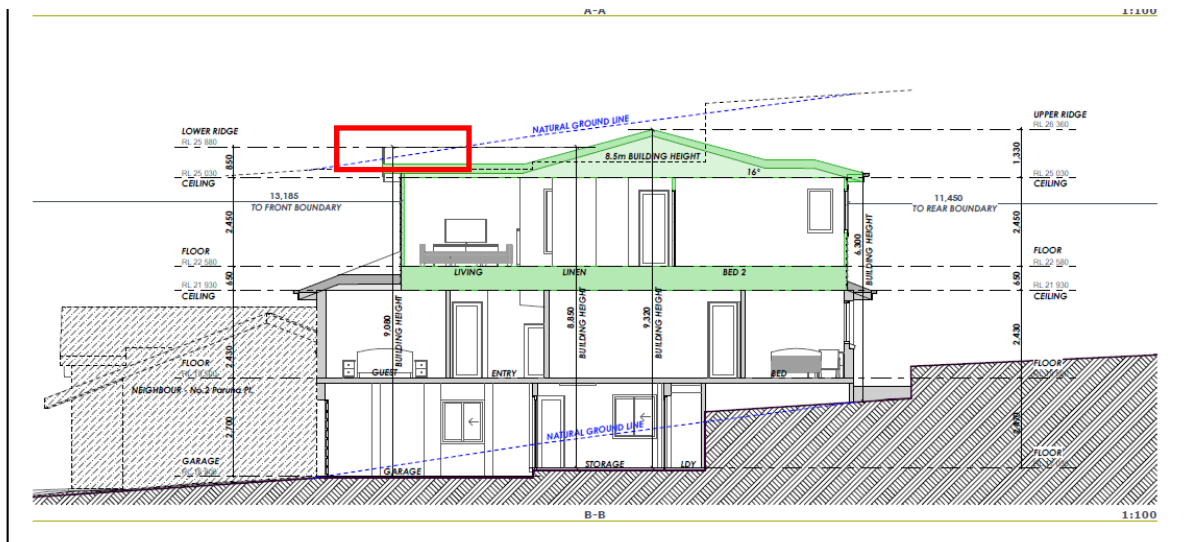 A-A 1:100
NATURAL GROUND LINE
LOWER RIDGE
RL 25 880
UPPER RIDGE
RL 26 360
850
8.5m BUILDING HEIGHT
1,330
16°
RL 25 030
CEILING
RL 25 030
CEILING
13,185
TO FRONT BOUNDARY
11,450
TO REAR BOUNDARY
2,450
2,450
6,300
BUILDING HEIGHT
FLOOR
RL 22 580
FLOOR
RL 22 580
LIVING
LINEN
BED 2
650
650
RL 21 930
CEILING
RL 21 930
CEILING
9,080
BUILDING HEIGHT
8,850
BUILDING HEIGHT
9,320
BUILDING HEIGHT
2,430
2,430
FLOOR
FLOOR
GUEST
ENTRY
BED
NEIGHBOUR - No.2 Paruna Pl.
2,700
NATURAL GROUND LINE
GARAGE
FLOOR
GARAGE
STORAGE
LDY
B-B 1:100